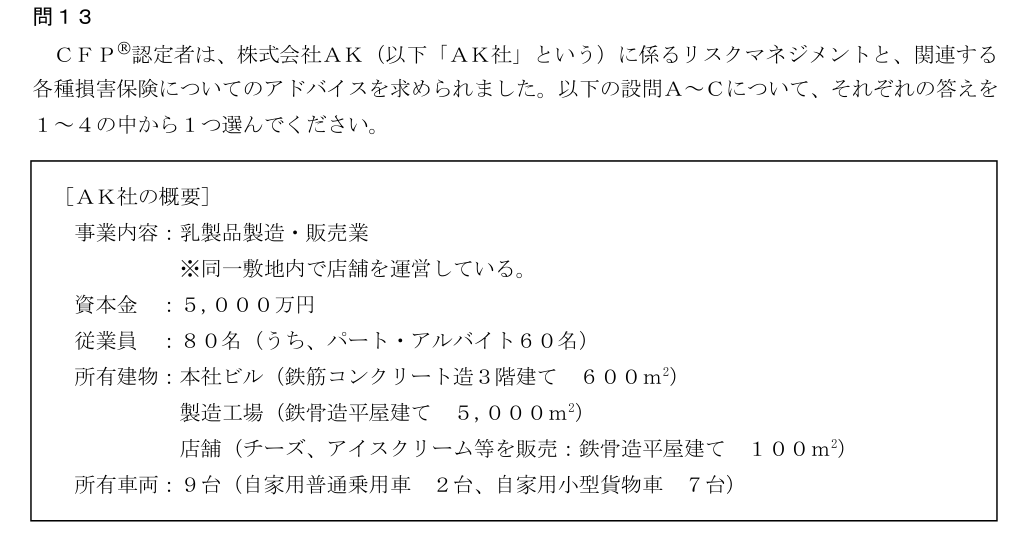 問１３
ＣＦＰ®認定者は、株式会社ＡＫ（以下「ＡＫ社」という）に係るリスクマネジメントと、関連する
各種損害保険についてのアドバイスを求められました。以下の設問Ａ～Ｃについて、それぞれの答えを
１～４の中から１つ選んでください。
［ＡＫ社の概要］
事業内容：乳製品製造・販売業
※同一敷地内で店舗を運営している。
資本金　：５,０００万円
従業員　：８０名（うち、パート・アルバイト６０名）
所有建物：本社ビル（鉄筋コンクリート造３階建て　６００ｍ²）
製造工場（鉄骨造平屋建て　５,０００ｍ²）
店舗（チーズ、アイスクリーム等を販売：鉄骨造平屋建て　１００ｍ²）
所有車両：９台（自家用普通乗用車　２台、自家用小型貨物車　７台）